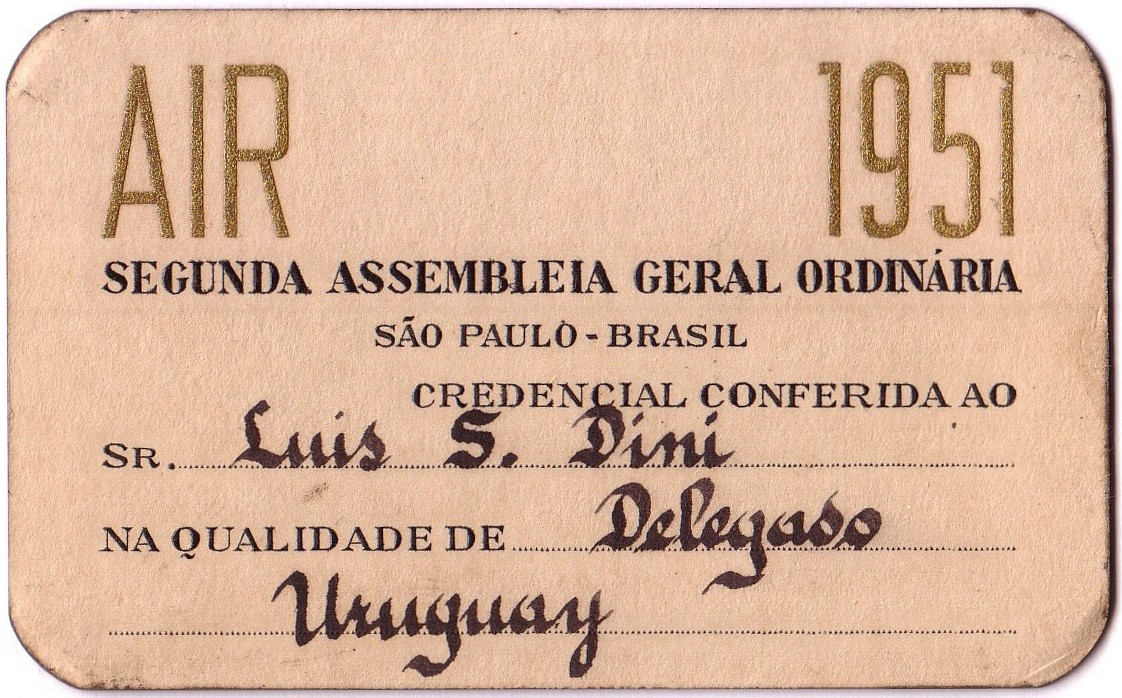 AIR 1951
SEGUNDA ASSEMBLEIA GERAL ORDINÁRIA
SÃO PAULO - BRASIL
CREDENCIAL CONFERIDA AO
SR. Luis S. Dini
NA QUALIDADE DE Delegado
Uruguay